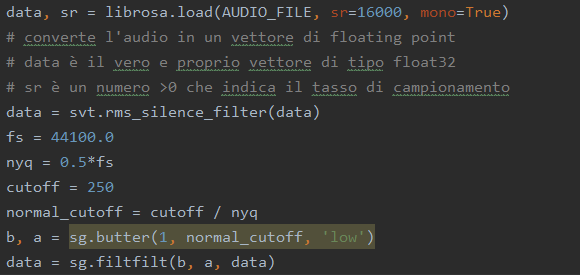 data, sr = librosa.load(AUDIO_FILE, sr=16000, mono=True)
# converte l'audio in un vettore di floating point
# data è il vero e proprio vettore di tipo float32
# sr è un numero >0 che indica il tasso di campionamento
data = svt.rms_silence_filter(data)
fs = 44100.0
nyq = 0.5*fs
cutoff = 250
normal_cutoff = cutoff / nyq
b, a = sg.butter(1, normal_cutoff, 'low')
data = sg.filtfilt(b, a, data)